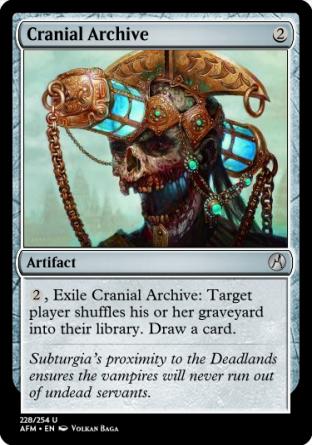 Cranial Archive 2
Artifact
2, Exile Cranial Archive: Target
player shuffles his or her graveyard
into their library. Draw a card.
Subturgia's proximity to the Deadlands
ensures the vampires will never run out
of undead servants.
228/254 U
AFM • EN Volkan Baga